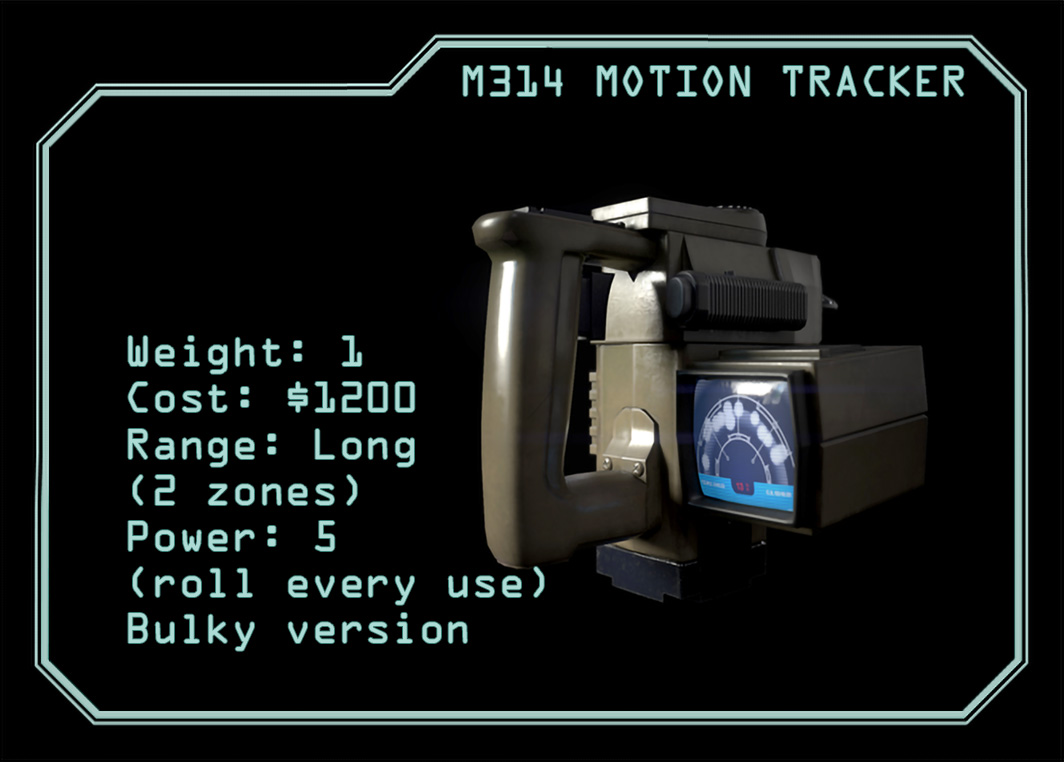 M314 MOTION TRACKER
Weight: 1
Cost: $1200
Range: Long
(2 zones)
Power: 5
(roll every use)
Bulky version